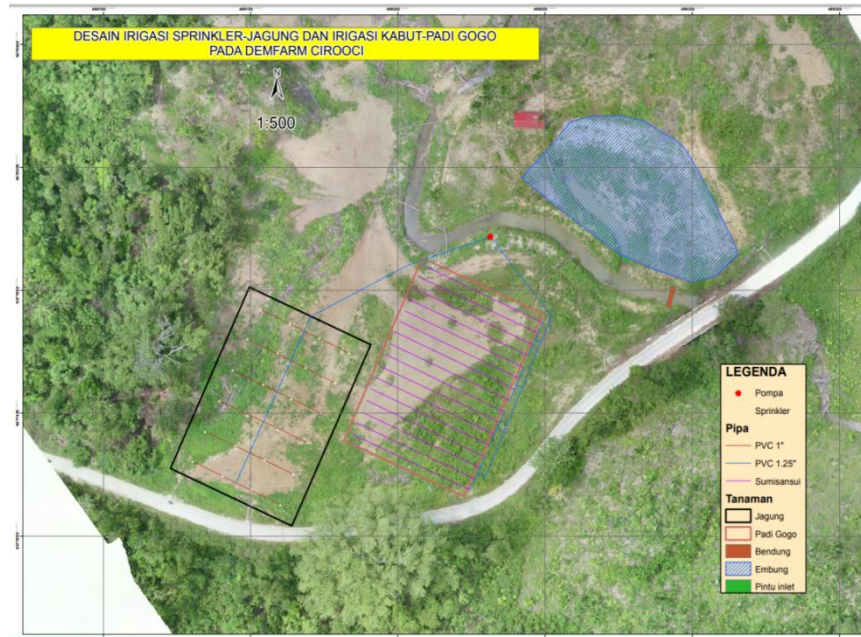 DESAIN IRIGASI SPRINKLER-JAGUNG DAN IRIGASI KABUT-PADI GOGO
PADA DEMFARM CIROOCI
N
1:500
LEGENDA
Pompa
Sprinkler
Pipa
PVC 1"
PVC 1.25"
Sumisansui
Tanaman
Jagung
Padi Gogo
Bendung
Embung
Pintu inlet